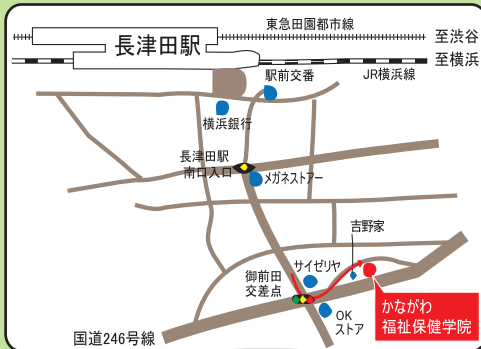 東急田園都市線
至渋谷
長津田駅
至横浜
駅前交番
JR横浜線
横浜銀行
長津田駅
南口入口
メガネストアー
吉野家
サイゼリヤ
御前田
交差点
かながわ
福祉保健学院
OK
ストア
国道246号線